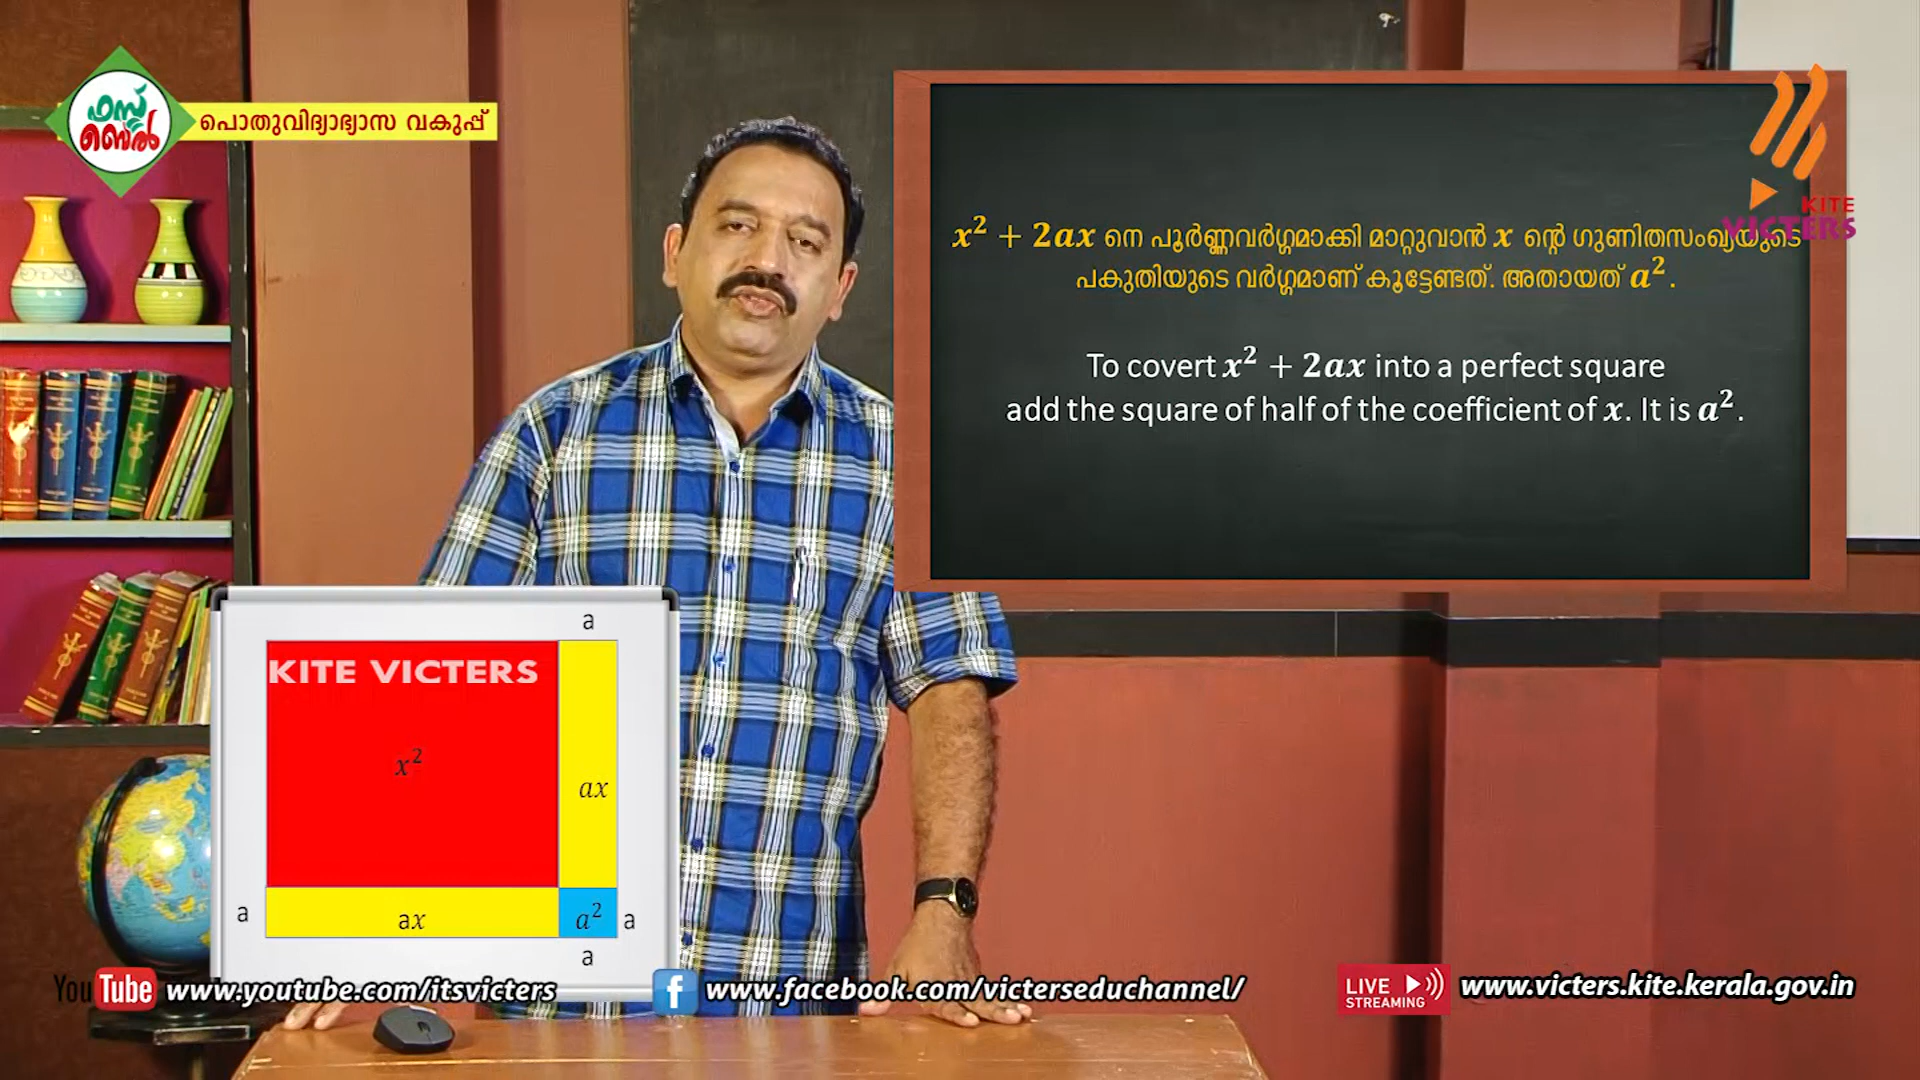 ഫസ്റ്റ്
ബെൽ
പൊതുവിദ്യാഭ്യാസ വകുപ്പ്
KITE
VICTERS
x² + 2ax നെ പൂർണ്ണവർഗ്ഗമാക്കി മാറ്റുവാൻ x ന്റെ ഗുണിതസംഖ്യയുടെ
പകുതിയുടെ വർഗ്ഗമാണ് കൂട്ടേണ്ടത്. അതായത് a².
To covert x² + 2ax into a perfect square
add the square of half of the coefficient of x. It is a².
a
KITE VICTERS
x²
ax
a
ax
a²
a
a
You Tube www.youtube.com/itsvicters
f www.facebook.com/victerseduchannel/
LIVE
STREAMING
www.victers.kite.kerala.gov.in